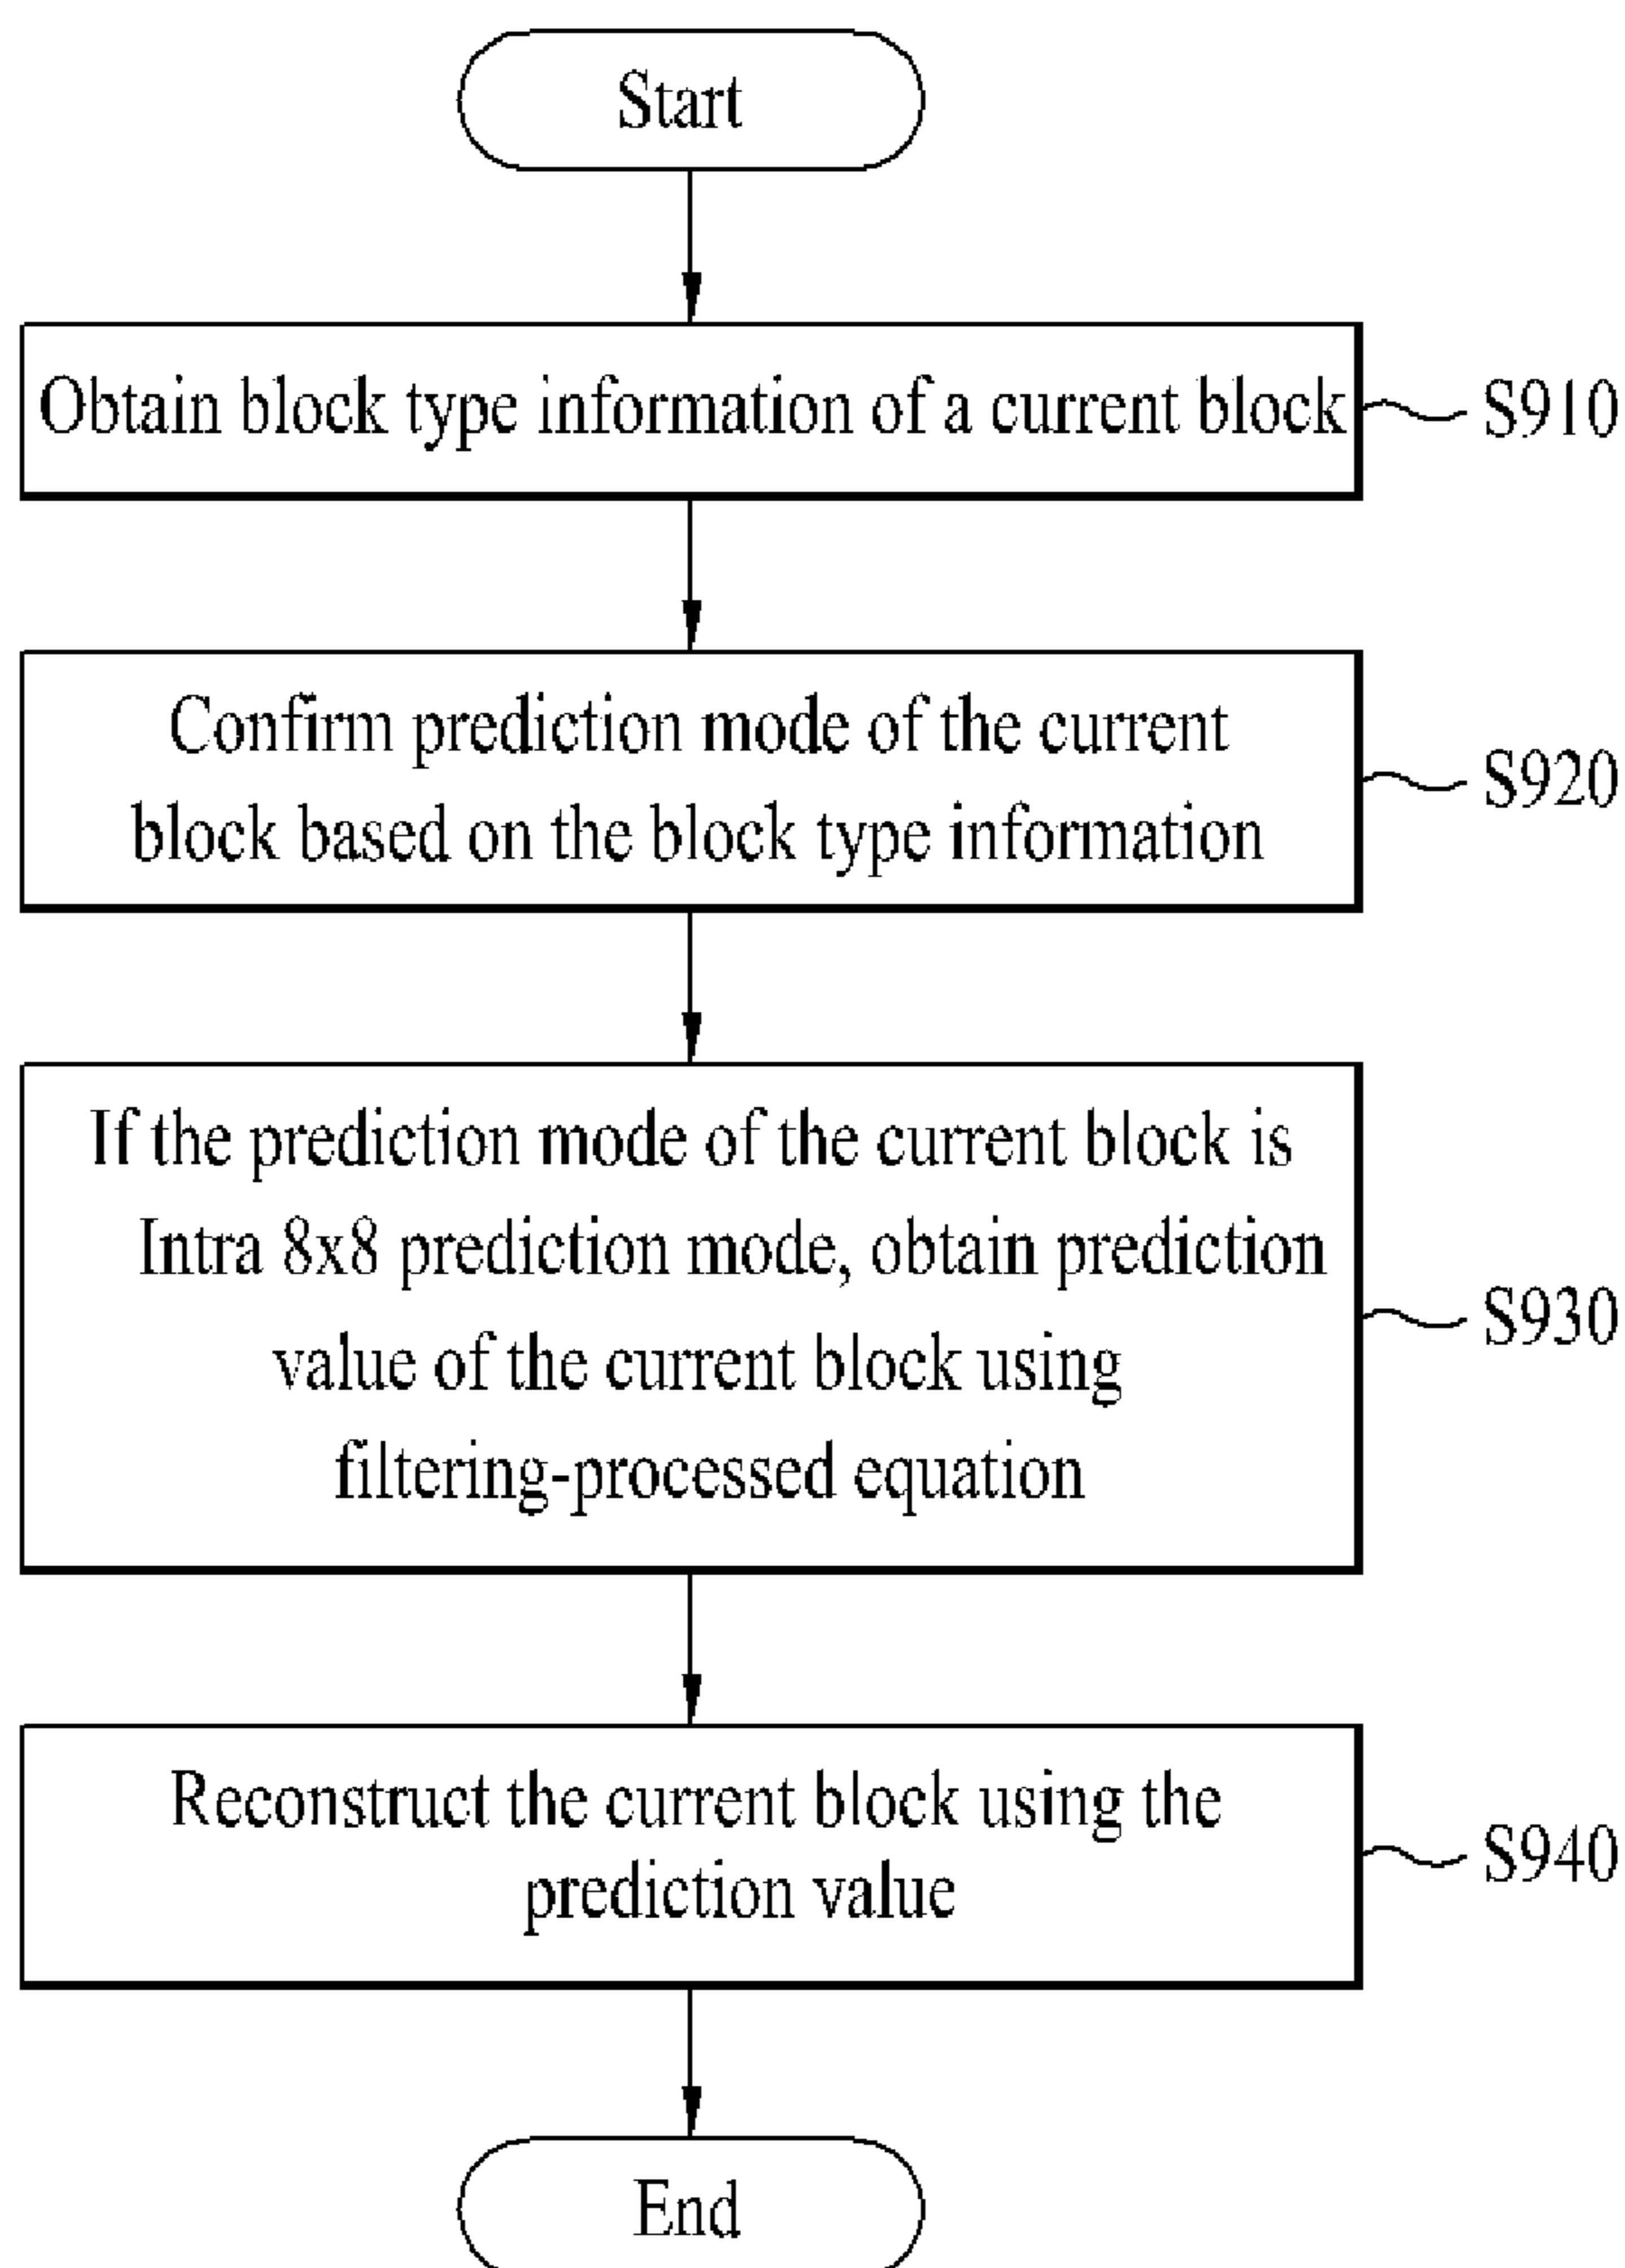 Start
Obtain block type information of a current block
S910
Confirm prediction mode of the current
block based on the block type information
S920
If the prediction mode of the current block is
Intra 8x8 prediction mode, obtain prediction
value of the current block using
filtering-processed equation
S930
Reconstruct the current block using the
prediction value
S940
End